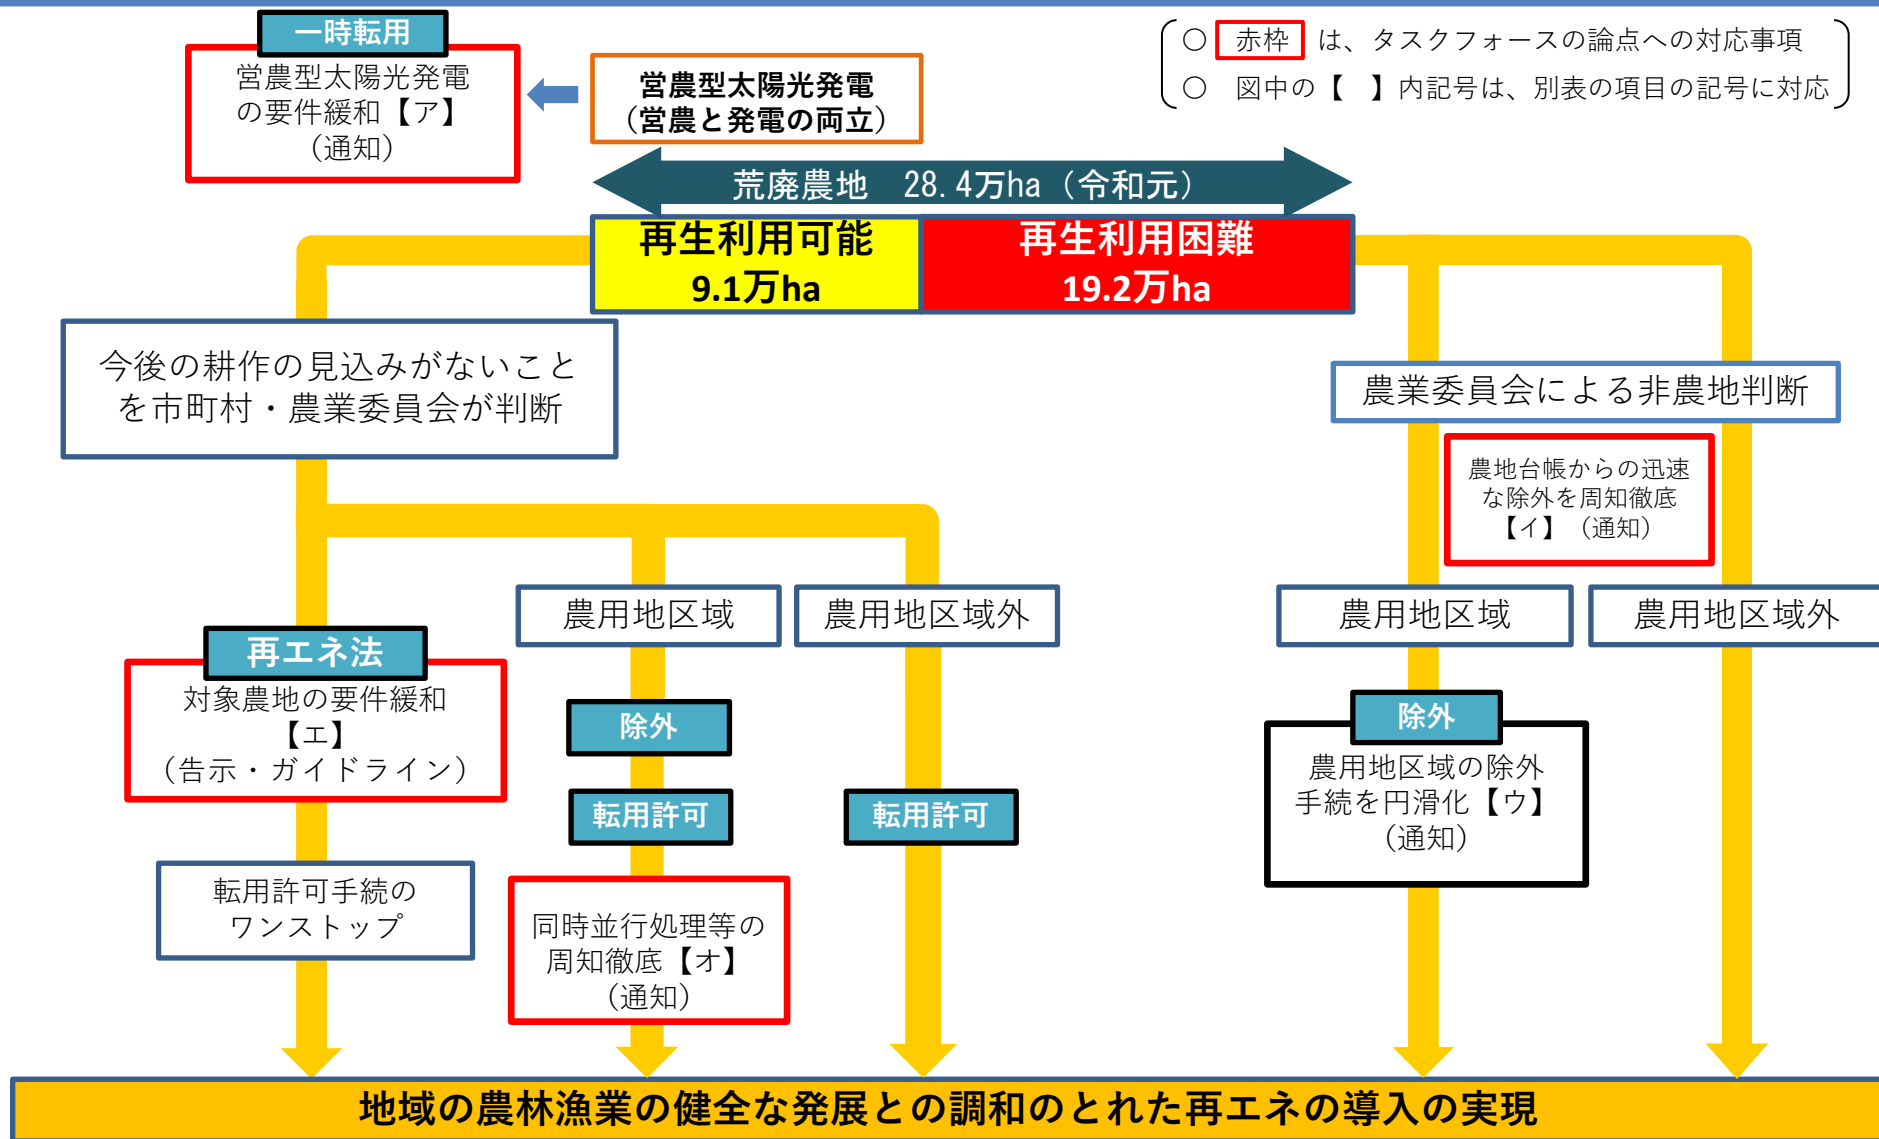 一時転用
営農型太陽光発電
の要件緩和【ア】
（通知）
営農型太陽光発電
（営農と発電の両立）
○ 赤枠 は、タスクフォースの論点への対応事項
○ 図中の【 】内記号は、別表の項目の記号に対応
荒廃農地 28.4万ha（令和元）
再生利用可能
9.1万ha
再生利用困難
19.2万ha
今後の耕作の見込みがないこと
を市町村・農業委員会が判断
農業委員会による非農地判断
農地台帳からの迅速
な除外を周知徹底
【イ】（通知）
農用地区域
農用地区域外
農用地区域
農用地区域外
再エネ法
対象農地の要件緩和
【エ】
（告示・ガイドライン）
除外
転用許可
転用許可
除外
農用地区域の除外
手続を円滑化【ウ】
（通知）
転用許可手続の
ワンストップ
同時並行処理等の
周知徹底【オ】
（通知）
地域の農林漁業の健全な発展との調和のとれた再エネの導入の実現